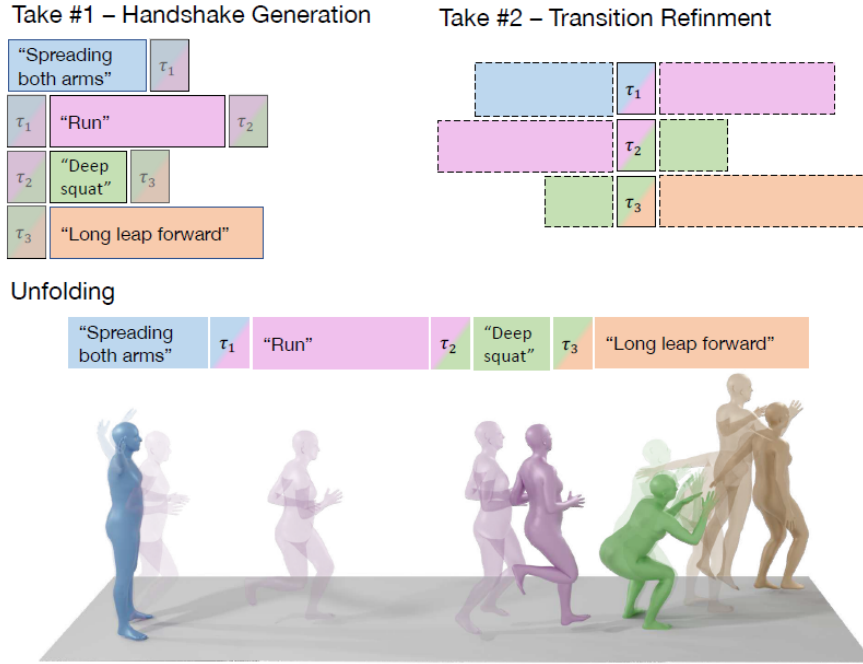 Take #1 – Handshake Generation
“Spreading
both arms”
τ₁
τ₁
“Run”
τ₂
τ₂
“Deep
squat”
τ₃
τ₃
“Long leap forward”
Take #2 – Transition Refinment
τ₁
τ₂
τ₃
Unfolding
“Spreading
both arms”
τ₁
“Run”
τ₂
“Deep
squat”
τ₃
“Long leap forward”